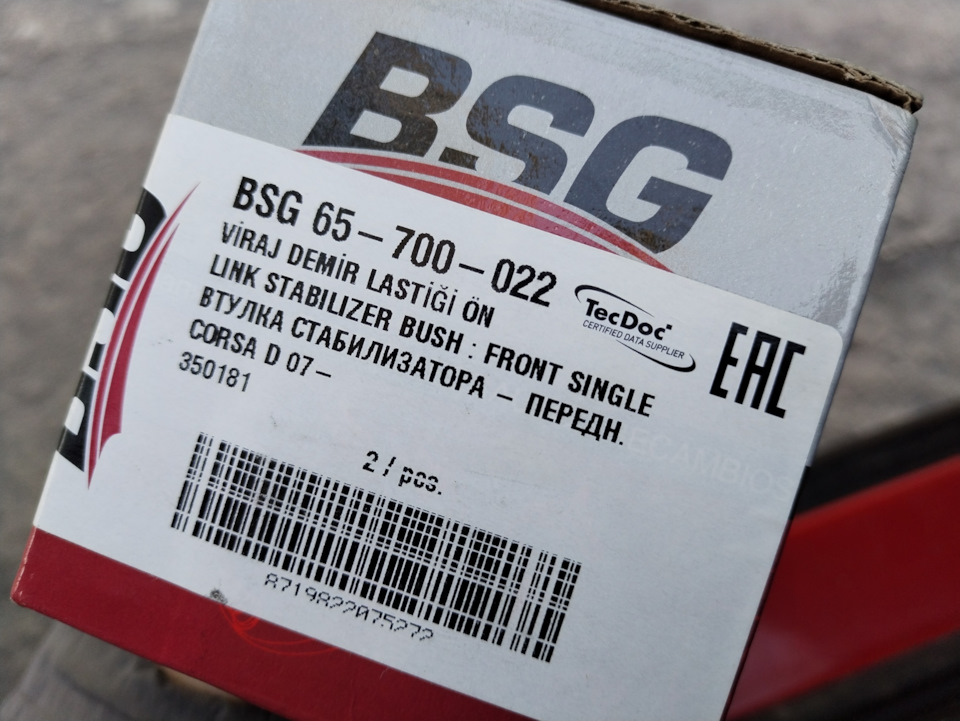 BSG
BSG 65-700-022
VİRAJ DEMİR LASTİĞİ ÖN
LINK STABILIZER BUSH : FRONT SINGLE
ВТУЛКА СТАБИЛИЗАТОРА - ПЕРЕДН.
CORSA D 07-
350181
TecDoc
CERTIFIED DATA SUPPLIER
EAC
2 / pcs.
8719822075272